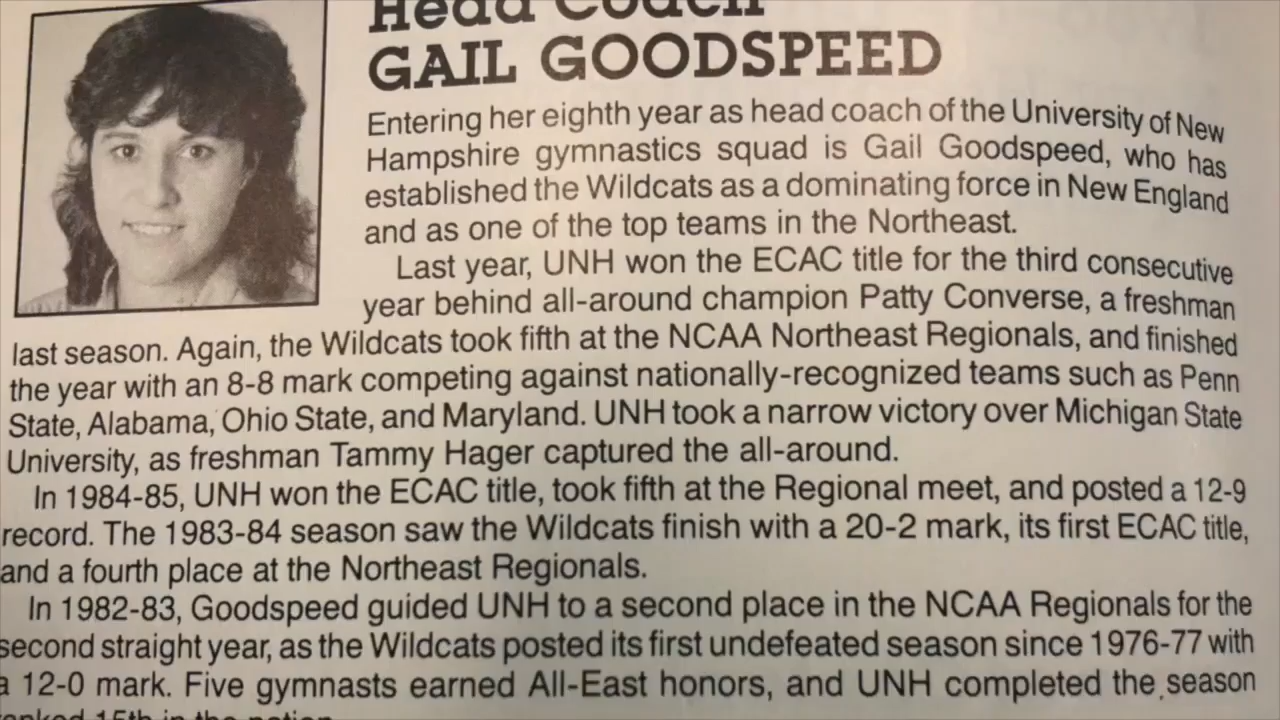 Head Coach
GAIL GOODSPEED
Entering her eighth year as head coach of the University of New
Hampshire gymnastics squad is Gail Goodspeed, who has
established the Wildcats as a dominating force in New England
and as one of the top teams in the Northeast.
Last year, UNH won the ECAC title for the third consecutive
year behind all-around champion Patty Converse, a freshman
last season. Again, the Wildcats took fifth at the NCAA Northeast Regionals, and finished
the year with an 8-8 mark competing against nationally-recognized teams such as Penn
State, Alabama, Ohio State, and Maryland. UNH took a narrow victory over Michigan State
University, as freshman Tammy Hager captured the all-around.
In 1984-85, UNH won the ECAC title, took fifth at the Regional meet, and posted a 12-9
record. The 1983-84 season saw the Wildcats finish with a 20-2 mark, its first ECAC title,
and a fourth place at the Northeast Regionals.
In 1982-83, Goodspeed guided UNH to a second place in the NCAA Regionals for the
second straight year, as the Wildcats posted its first undefeated season since 1976-77 with
a 12-0 mark. Five gymnasts earned All-East honors, and UNH completed the season
ranked 15th in the nation.